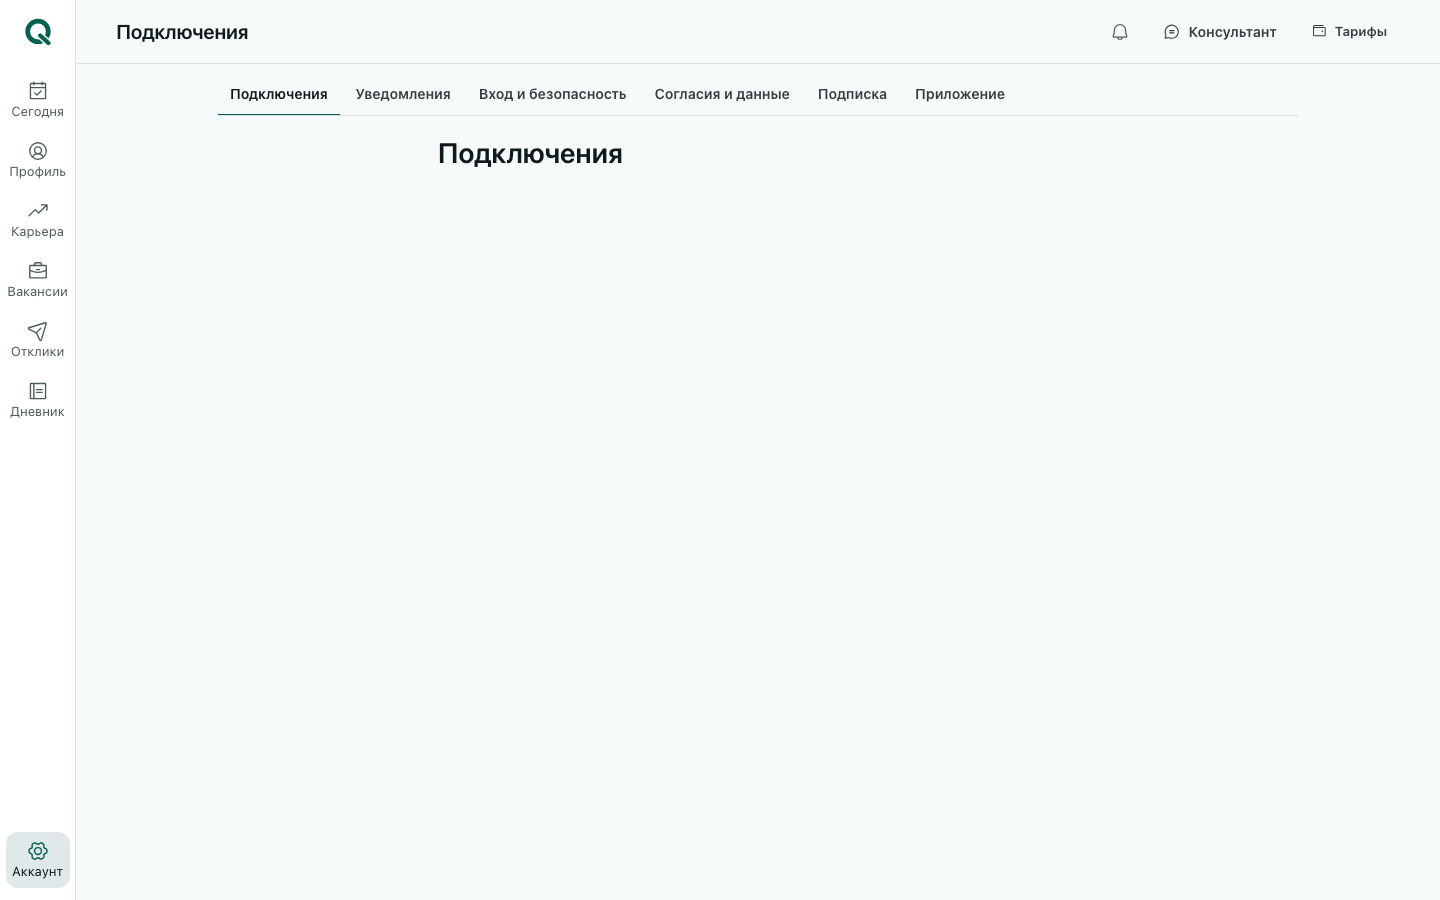 Подключения
Консультант
Тарифы
Сегодня
Профиль
Карьера
Вакансии
Отклики
Дневник
Аккаунт
Подключения
Уведомления
Вход и безопасность
Согласия и данные
Подписка
Приложение
Подключения